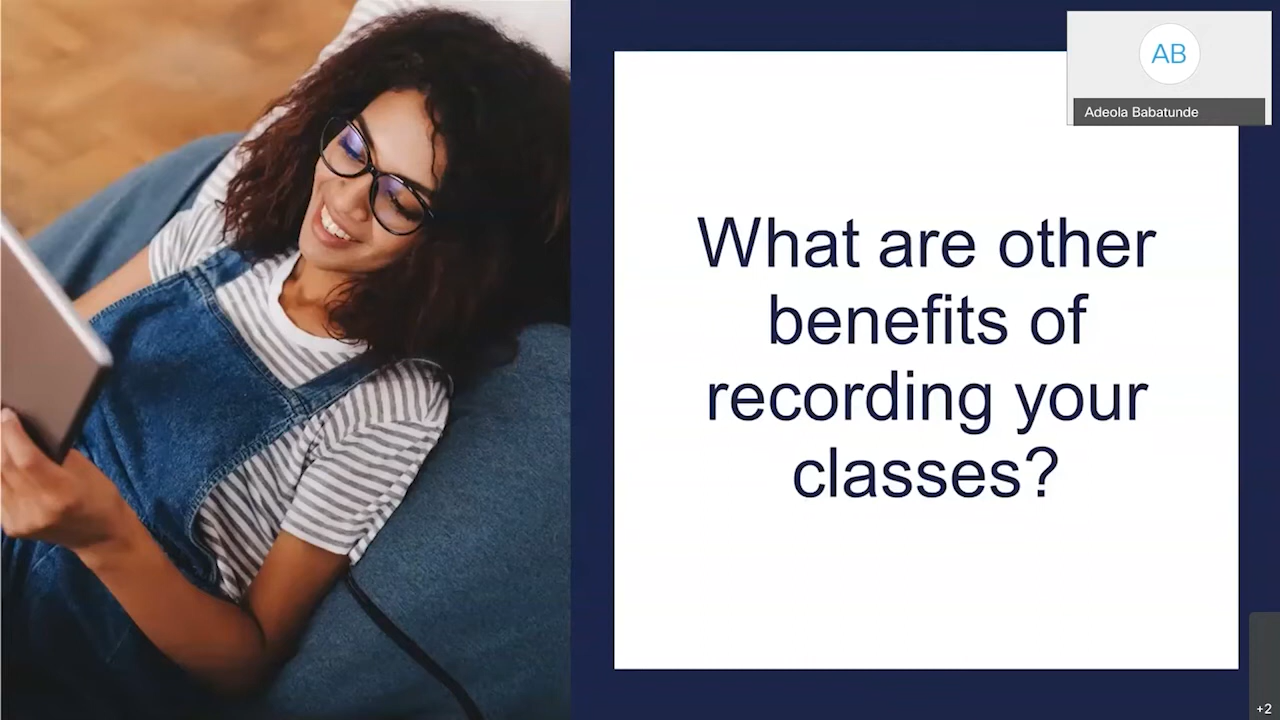 AB
Adeola Babatunde
What are other
benefits of
recording your
classes?
+2